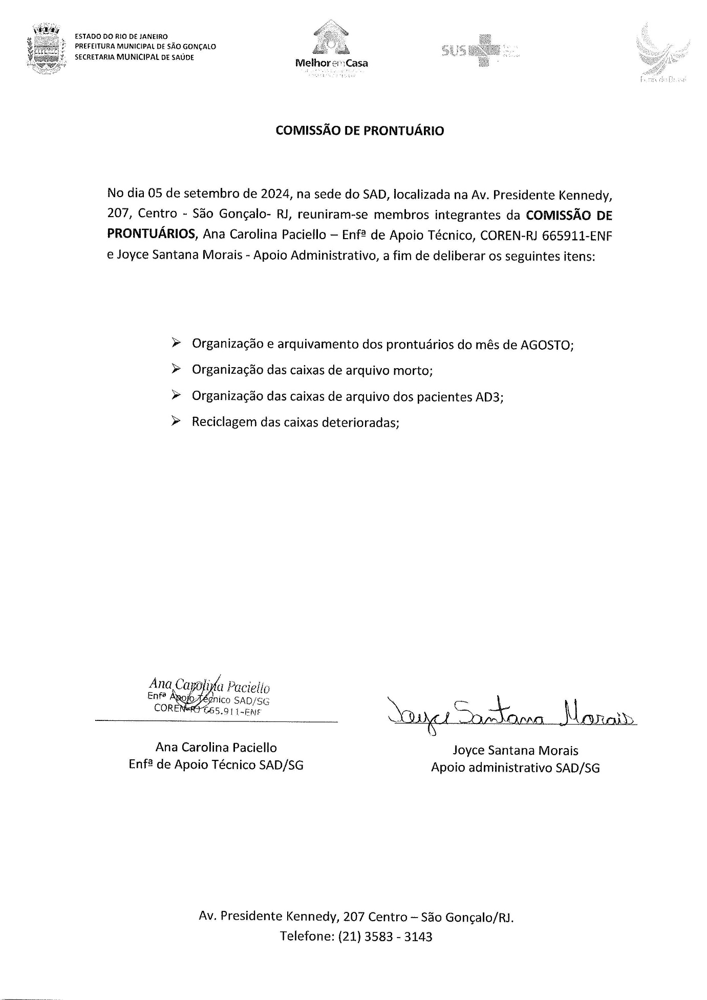 ESTADO DO RIO DE JANEIRO
PREFEITURA MUNICIPAL DE SÃO GONÇALO
SECRETARIA MUNICIPAL DE SAÚDE
Melhor em Casa
SUS
COMISSÃO DE PRONTUÁRIO
No dia 05 de setembro de 2024, na sede do SAD, localizada na Av. Presidente Kennedy,
207, Centro - São Gonçalo- RJ, reuniram-se membros integrantes da COMISSÃO DE
PRONTUÁRIOS, Ana Carolina Paciello – Enfª de Apoio Técnico, COREN-RJ 665911-ENF
e Joyce Santana Morais - Apoio Administrativo, a fim de deliberar os seguintes itens:
➢ Organização e arquivamento dos prontuários do mês de AGOSTO;
➢ Organização das caixas de arquivo morto;
➢ Organização das caixas de arquivo dos pacientes AD3;
➢ Reciclagem das caixas deterioradas;
Ana Carolina Paciello
Enfª Apoio Técnico SAD/SG
COREN-RJ 665.911-ENF
Joyce Santana Morais
Ana Carolina Paciello
Enfª de Apoio Técnico SAD/SG
Joyce Santana Morais
Apoio administrativo SAD/SG
Av. Presidente Kennedy, 207 Centro – São Gonçalo/RJ.
Telefone: (21) 3583 - 3143